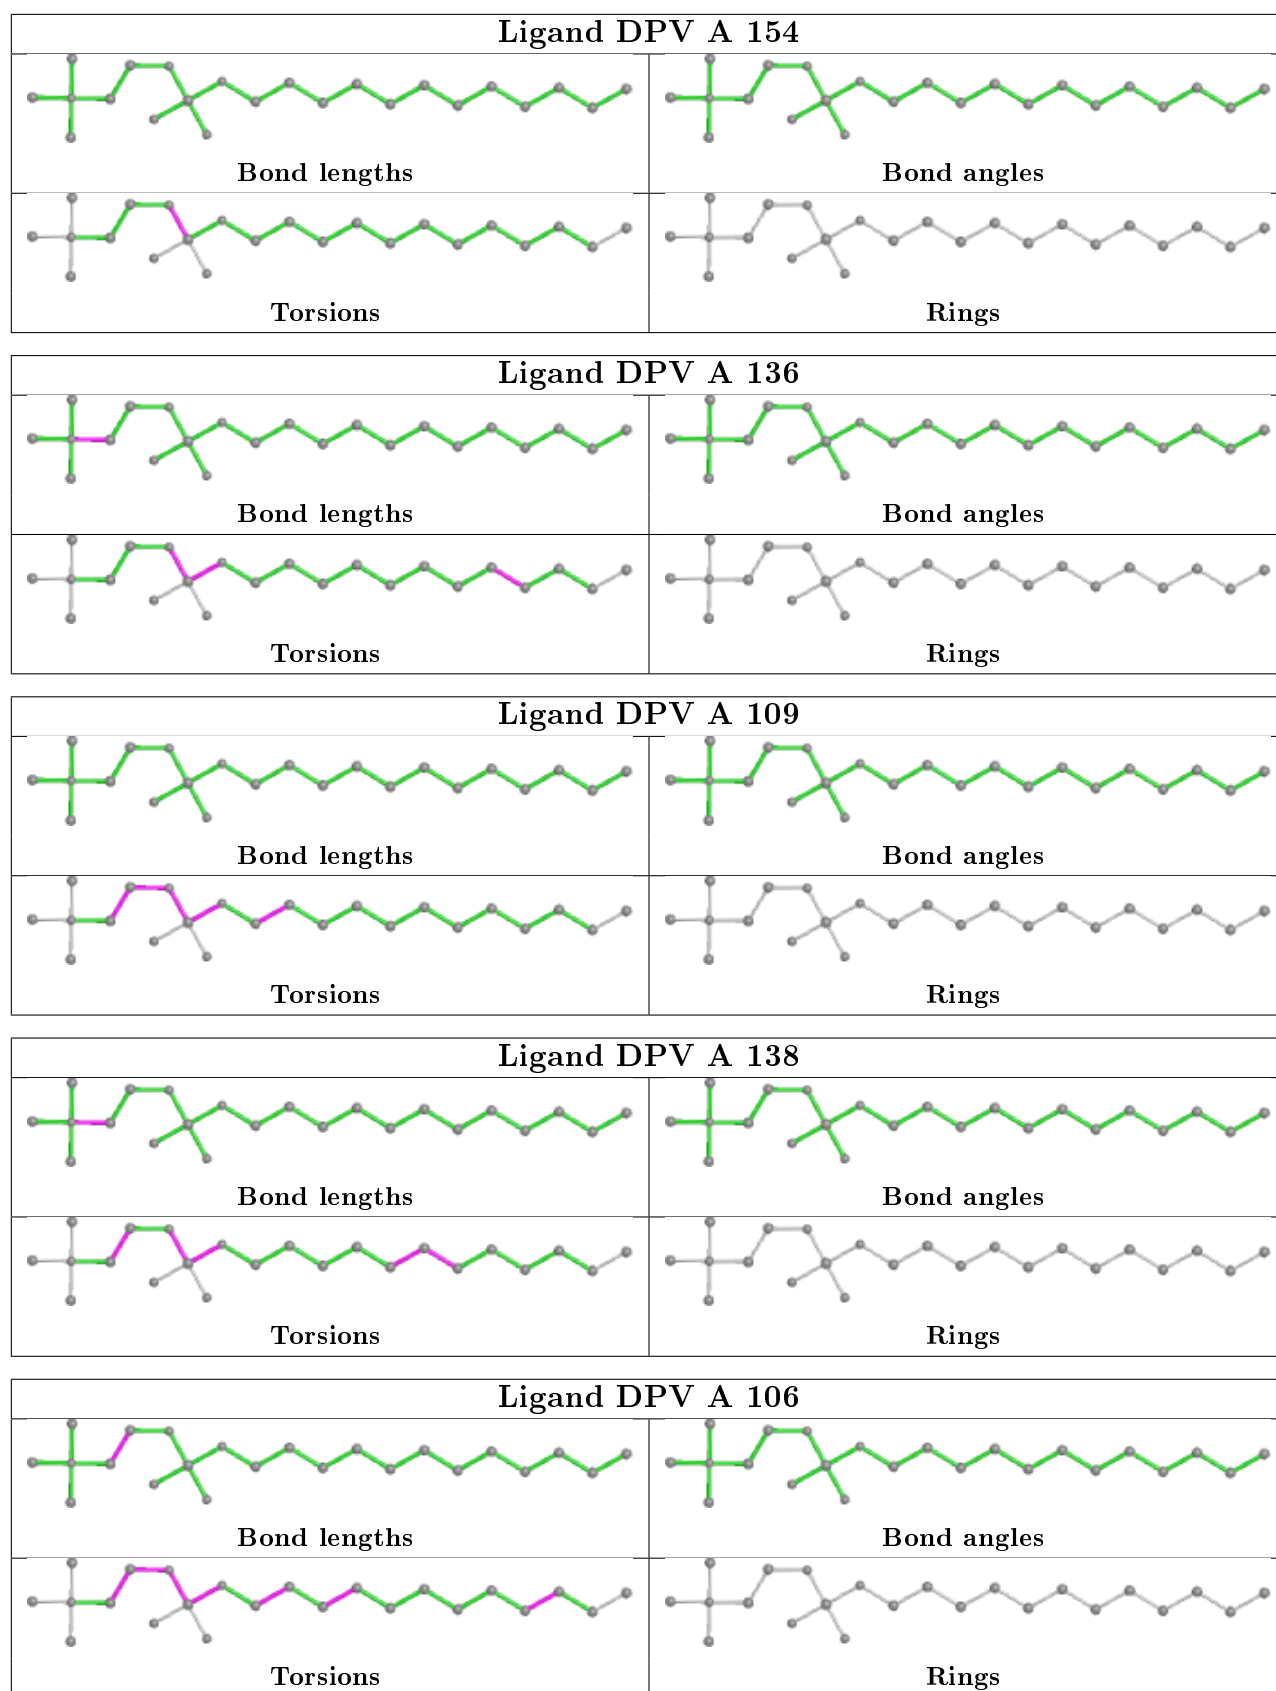 Ligand DPV A 154
Bond lengths
Bond angles
Torsions
Rings
Ligand DPV A 136
Bond lengths
Bond angles
Torsions
Rings
Ligand DPV A 109
Bond lengths
Bond angles
Torsions
Rings
Ligand DPV A 138
Bond lengths
Bond angles
Torsions
Rings
Ligand DPV A 106
Bond lengths
Bond angles
Torsions
Rings